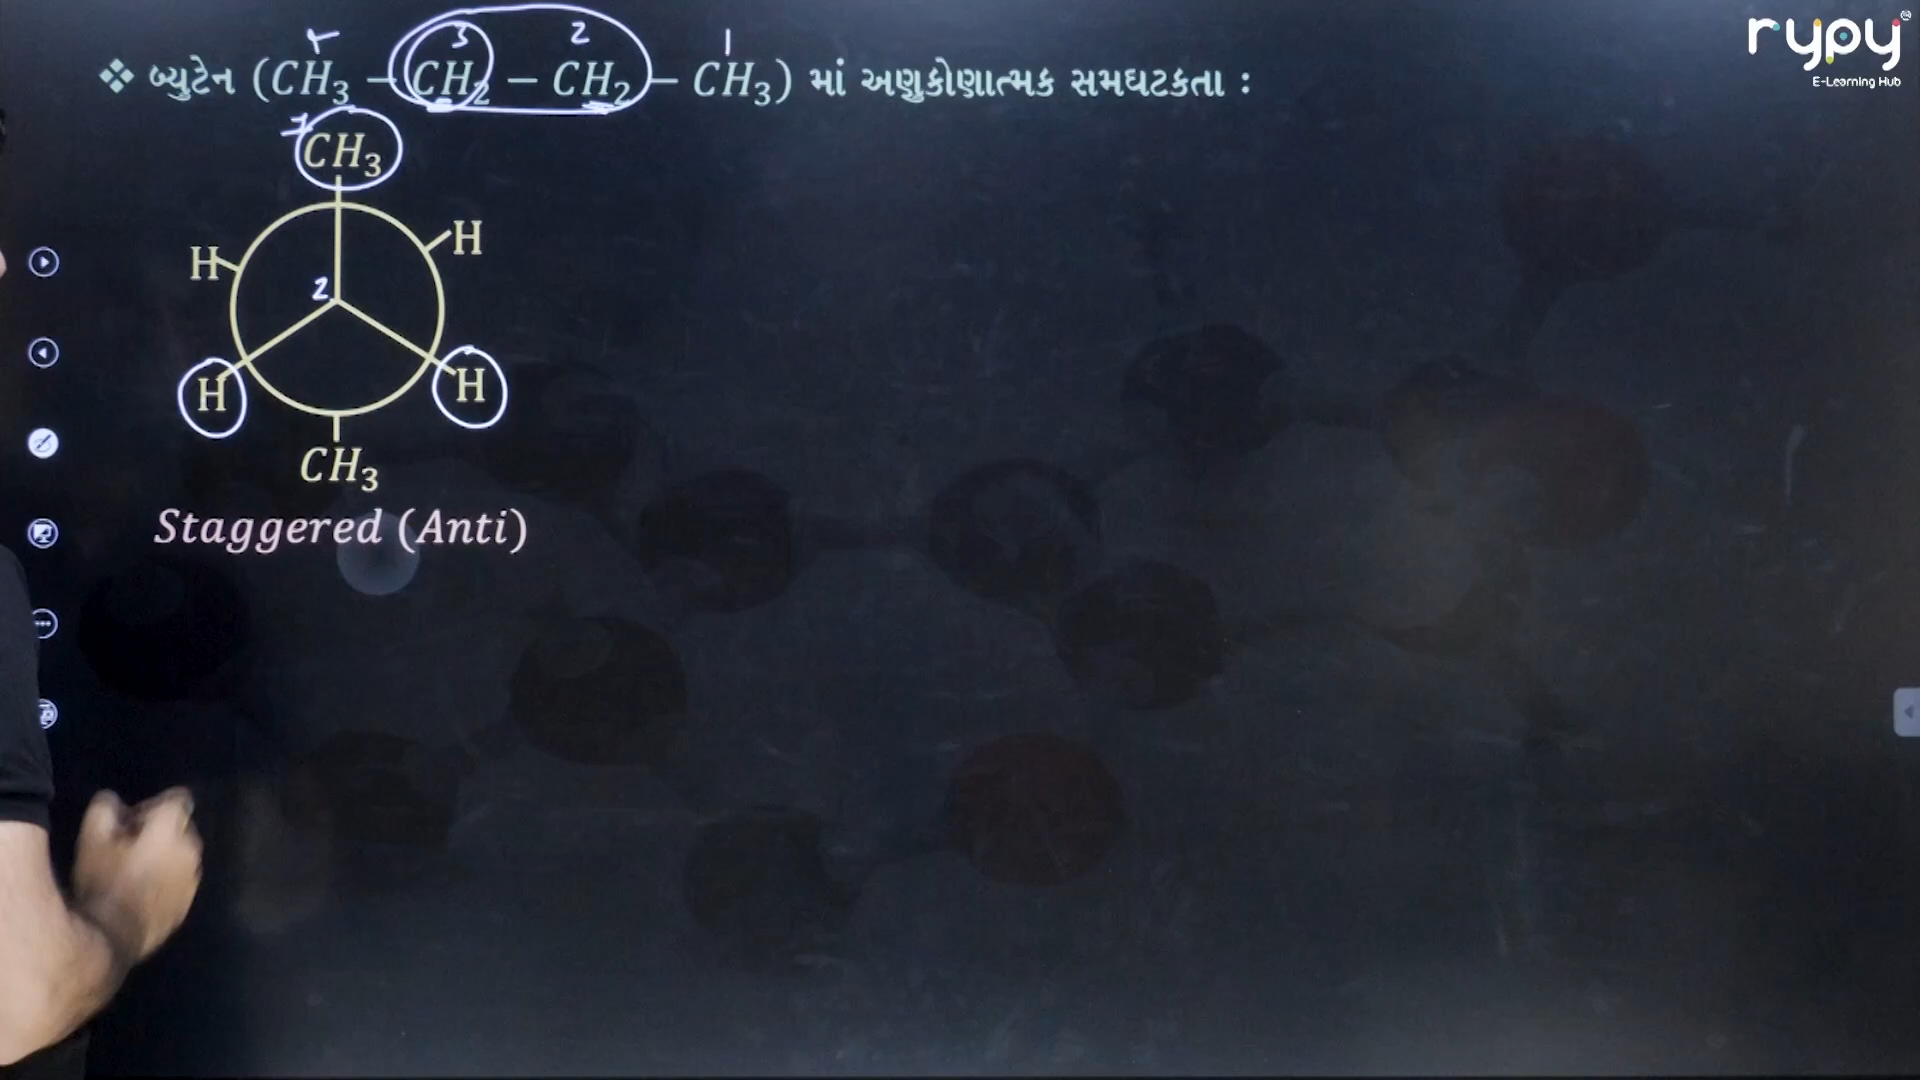 rypy
E-Learning Hub
4 3 2 1
❖ બ્યુટેન (CH₃ – CH₂ – CH₂ – CH₃) માં અણુકોણાત્મક સમઘટકતા :
CH₃
H H
2
H H
CH₃
Staggered (Anti)